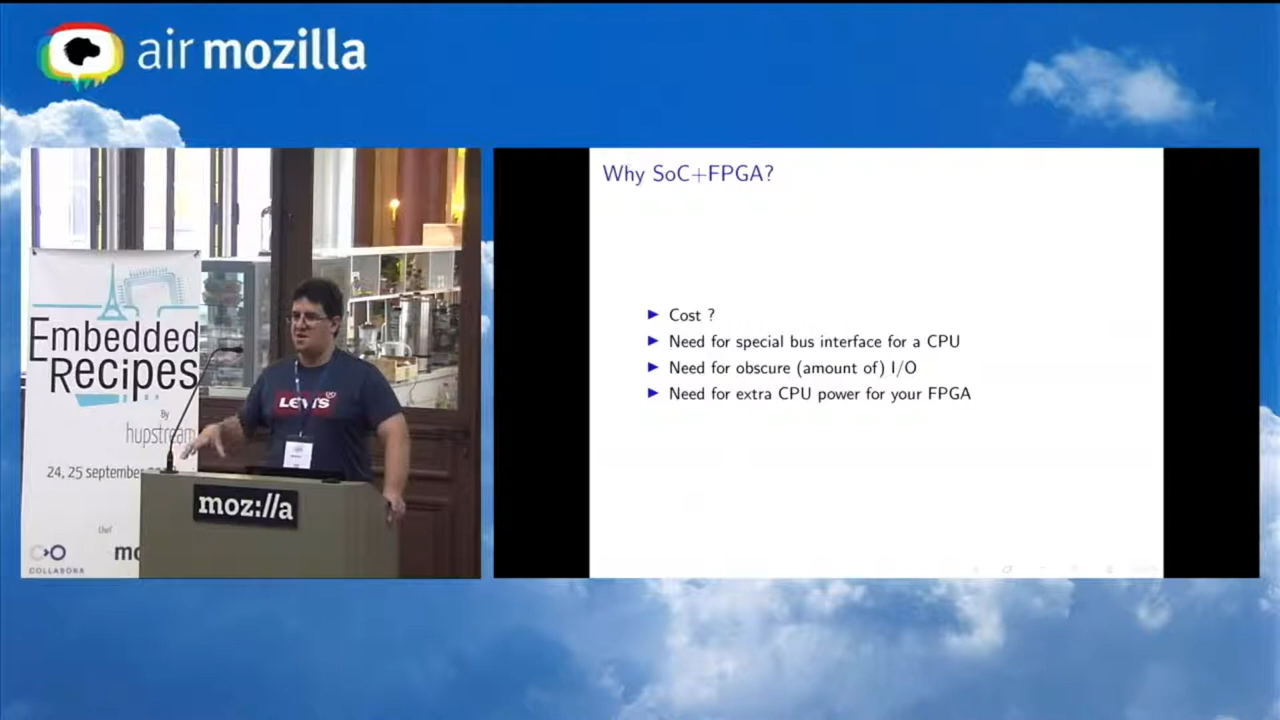 air mozilla
Embedded
Recipes
By
hupstream
24, 25 september
Chef
COLLABORA
LEVI'S
moz://a
Why SoC+FPGA?
Cost ?
Need for special bus interface for a CPU
Need for obscure (amount of) I/O
Need for extra CPU power for your FPGA